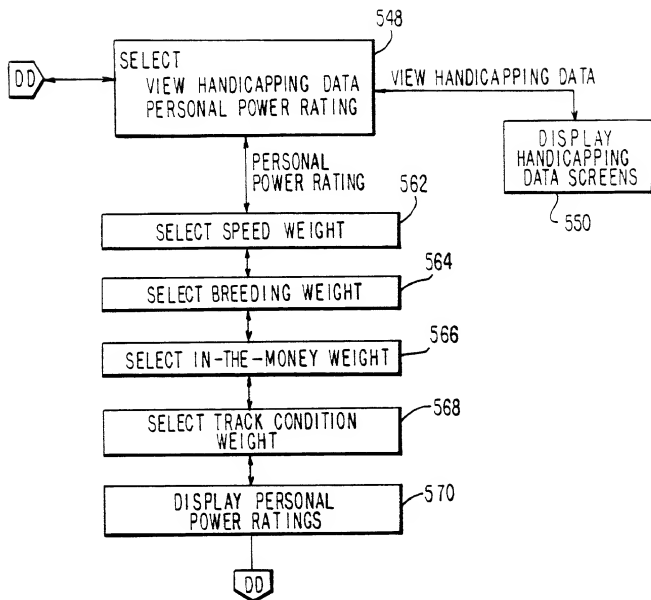 548
DD
SELECT
VIEW HANDICAPPING DATA
PERSONAL POWER RATING
VIEW HANDICAPPING DATA
DISPLAY
HANDICAPPING
DATA SCREENS
550
PERSONAL
POWER RATING
562
SELECT SPEED WEIGHT
564
SELECT BREEDING WEIGHT
566
SELECT IN-THE-MONEY WEIGHT
568
SELECT TRACK CONDITION
WEIGHT
570
DISPLAY PERSONAL
POWER RATINGS
DD